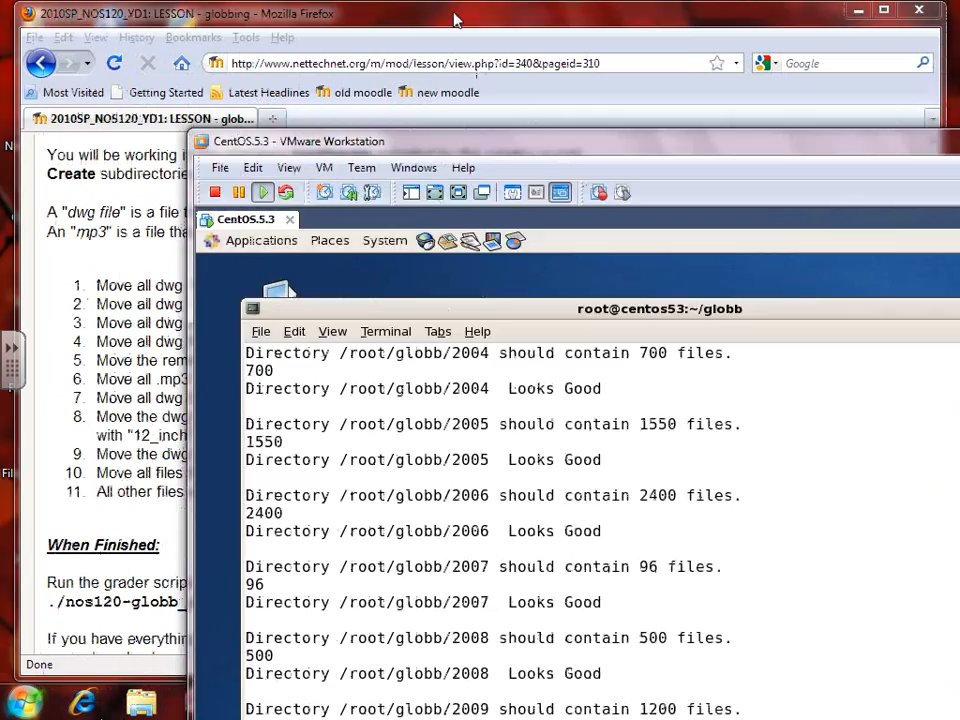 2010SP_NOS120_YD1: LESSON - globbing - Mozilla Firefox
File Edit View History Bookmarks Tools Help
http://www.nettechnet.org/m/mod/lesson/view.php?id=340&pageid=310
Google
Most Visited Getting Started Latest Headlines old moodle new moodle
2010SP_NOS120_YD1: LESSON - glob...
CentOS.5.3 - VMware Workstation
You will be working i
Create subdirectorie
File Edit View VM Team Windows Help
A "dwg file" is a file t
An "mp3" is a file tha
CentOS.5.3
Applications Places System
1. Move all dwg
2. Move all dwg
3. Move all dwg
4. Move all dwg
5. Move the rem
6. Move all .mp3
7. Move all dwg
8. Move the dwg
with "12_inch
9. Move the dwg
10. Move all files
11. All other files
When Finished:
Run the grader scrip
./nos120-globb_
If you have everythin
Done
root@centos53:~/globb
File Edit View Terminal Tabs Help
Directory /root/globb/2004 should contain 700 files.
700
Directory /root/globb/2004 Looks Good
Directory /root/globb/2005 should contain 1550 files.
1550
Directory /root/globb/2005 Looks Good
Directory /root/globb/2006 should contain 2400 files.
2400
Directory /root/globb/2006 Looks Good
Directory /root/globb/2007 should contain 96 files.
96
Directory /root/globb/2007 Looks Good
Directory /root/globb/2008 should contain 500 files.
500
Directory /root/globb/2008 Looks Good
Directory /root/globb/2009 should contain 1200 files.